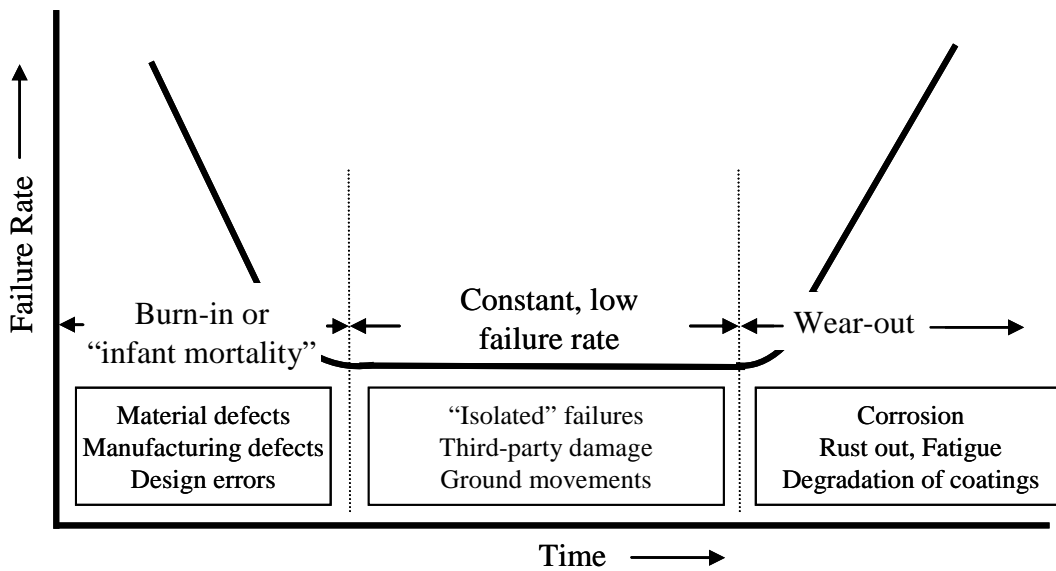 Failure Rate
Burn-in or
“infant mortality”
Constant, low
failure rate
Wear-out
Material defects
Manufacturing defects
Design errors
“Isolated” failures
Third-party damage
Ground movements
Corrosion
Rust out, Fatigue
Degradation of coatings
Time